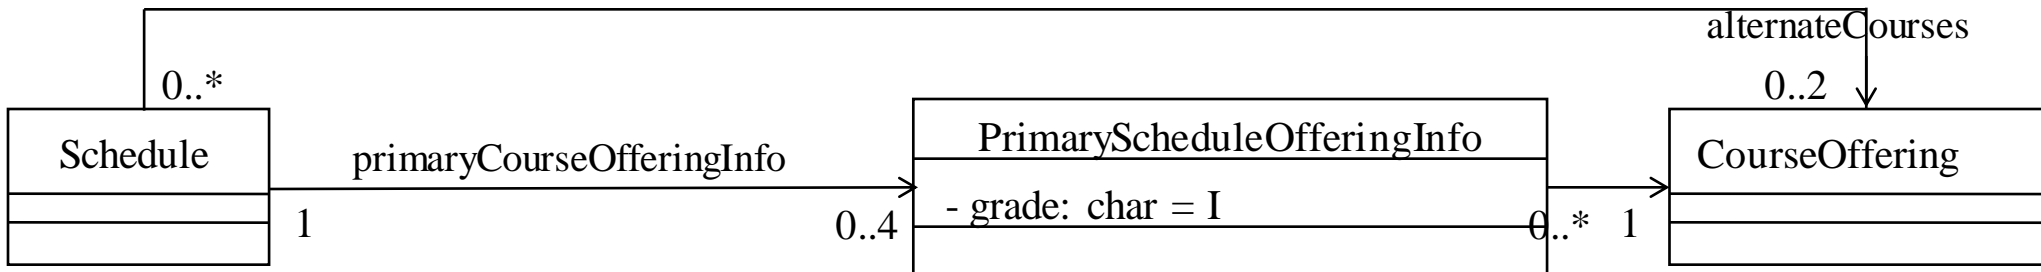 alternateCourses
0..*
0..2
Schedule
primaryCourseOfferingInfo
PrimaryScheduleOfferingInfo
CourseOffering
- grade: char = I
1
0..4
0..*
1